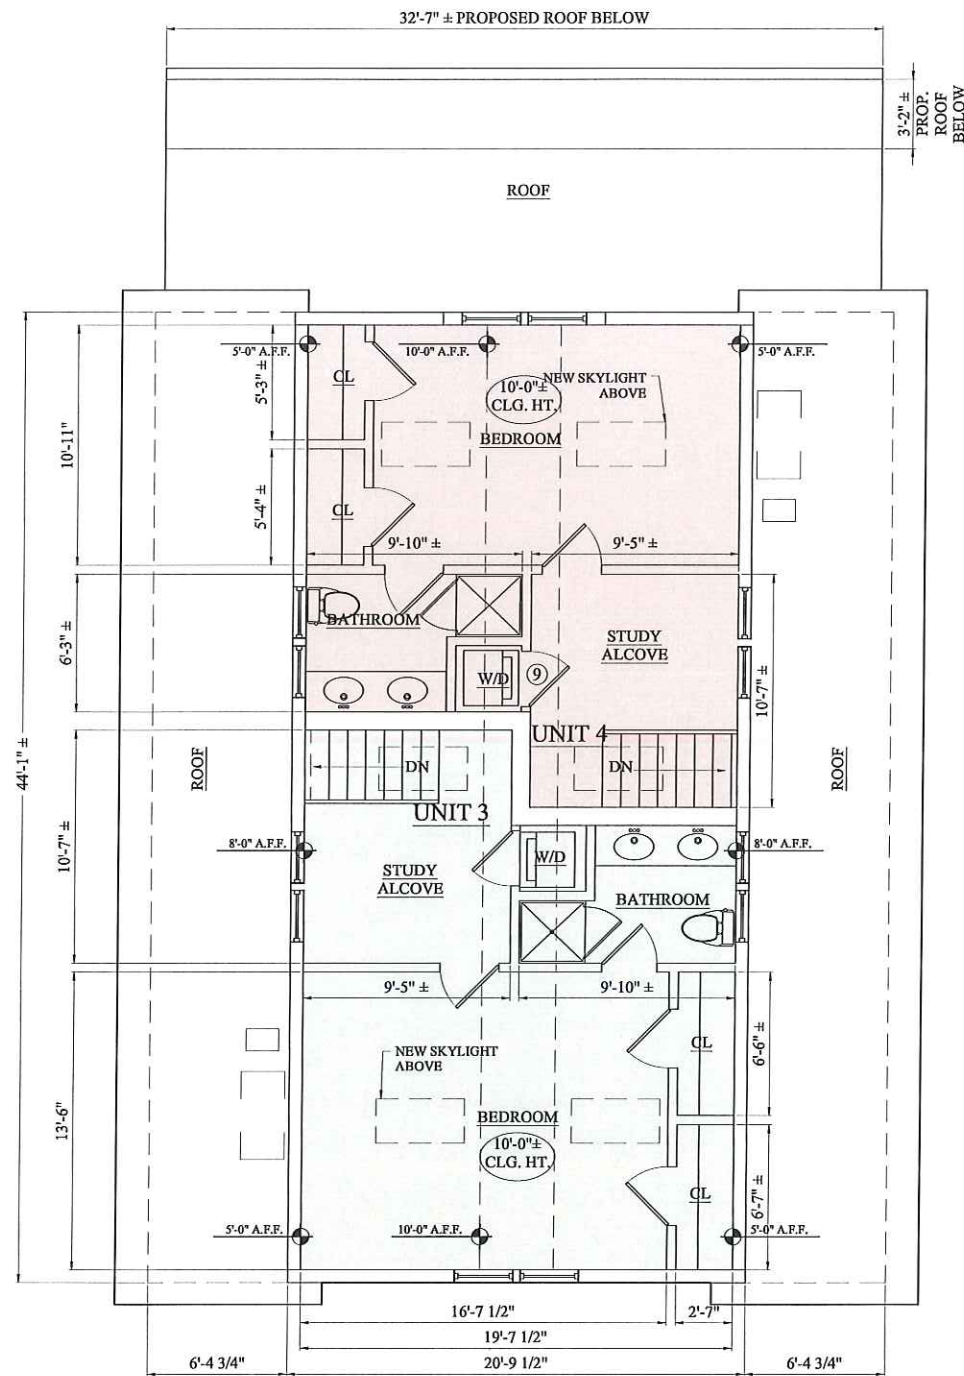 32'-7" ± PROPOSED ROOF BELOW
3'-2" ±
PROP.
ROOF
BELOW
ROOF
5'-0" A.F.F.
10'-0" A.F.F.
5'-0" A.F.F.
CL
10'-0"±
CLG. HT.
NEW SKYLIGHT
ABOVE
BEDROOM
5'-3" ±
10'-11"
5'-4" ±
CL
9'-10" ±
9'-5" ±
BATHROOM
STUDY
ALCOVE
6'-3" ±
W/D
9
10'-7" ±
UNIT 4
44'-1" ±
ROOF
DN
DN
ROOF
UNIT 3
10'-7" ±
8'-0" A.F.F.
8'-0" A.F.F.
STUDY
ALCOVE
W/D
BATHROOM
9'-5" ±
9'-10" ±
CL
6'-6" ±
NEW SKYLIGHT
ABOVE
13'-6"
BEDROOM
10'-0"±
CLG. HT.
CL
6'-7" ±
5'-0" A.F.F.
10'-0" A.F.F.
5'-0" A.F.F.
16'-7 1/2"
2'-7"
19'-7 1/2"
6'-4 3/4"
20'-9 1/2"
6'-4 3/4"